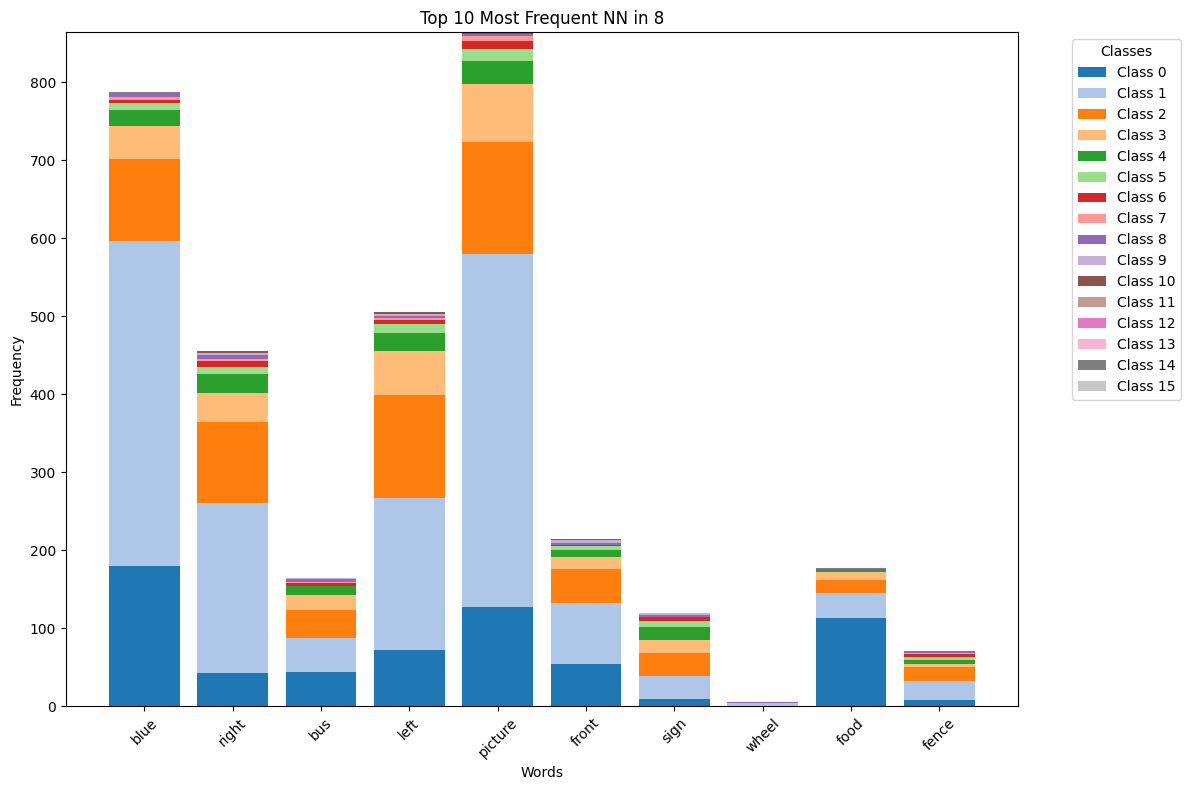 Top 10 Most Frequent NN in 8
Classes
Class 0
Class 1
Class 2
Class 3
Class 4
Class 5
Class 6
Class 7
Class 8
Class 9
Class 10
Class 11
Class 12
Class 13
Class 14
Class 15
Frequency
800
700
600
500
400
300
200
100
0
blue
right
bus
left
picture
front
sign
wheel
food
fence
Words